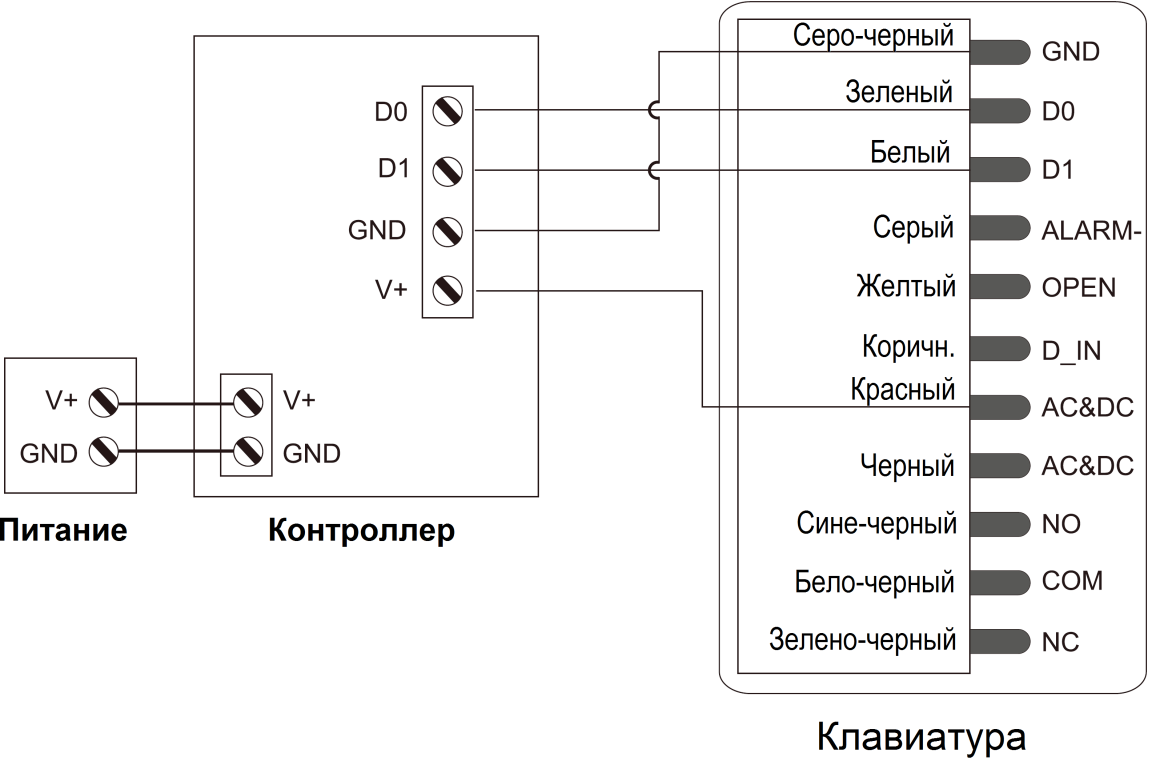 Серо-черный GND
Зеленый D0
Белый D1
Серый ALARM-
Желтый OPEN
Коричн. D_IN
Красный AC&DC
Черный AC&DC
Сине-черный NO
Бело-черный COM
Зелено-черный NC
Клавиатура
D0
D1
GND
V+
V+
GND
Контроллер
V+
GND
Питание